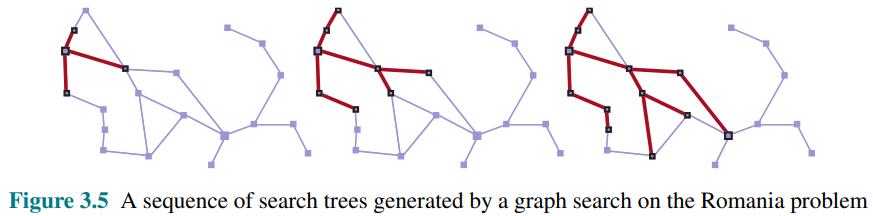 Figure 3.5 A sequence of search trees generated by a graph search on the Romania problem